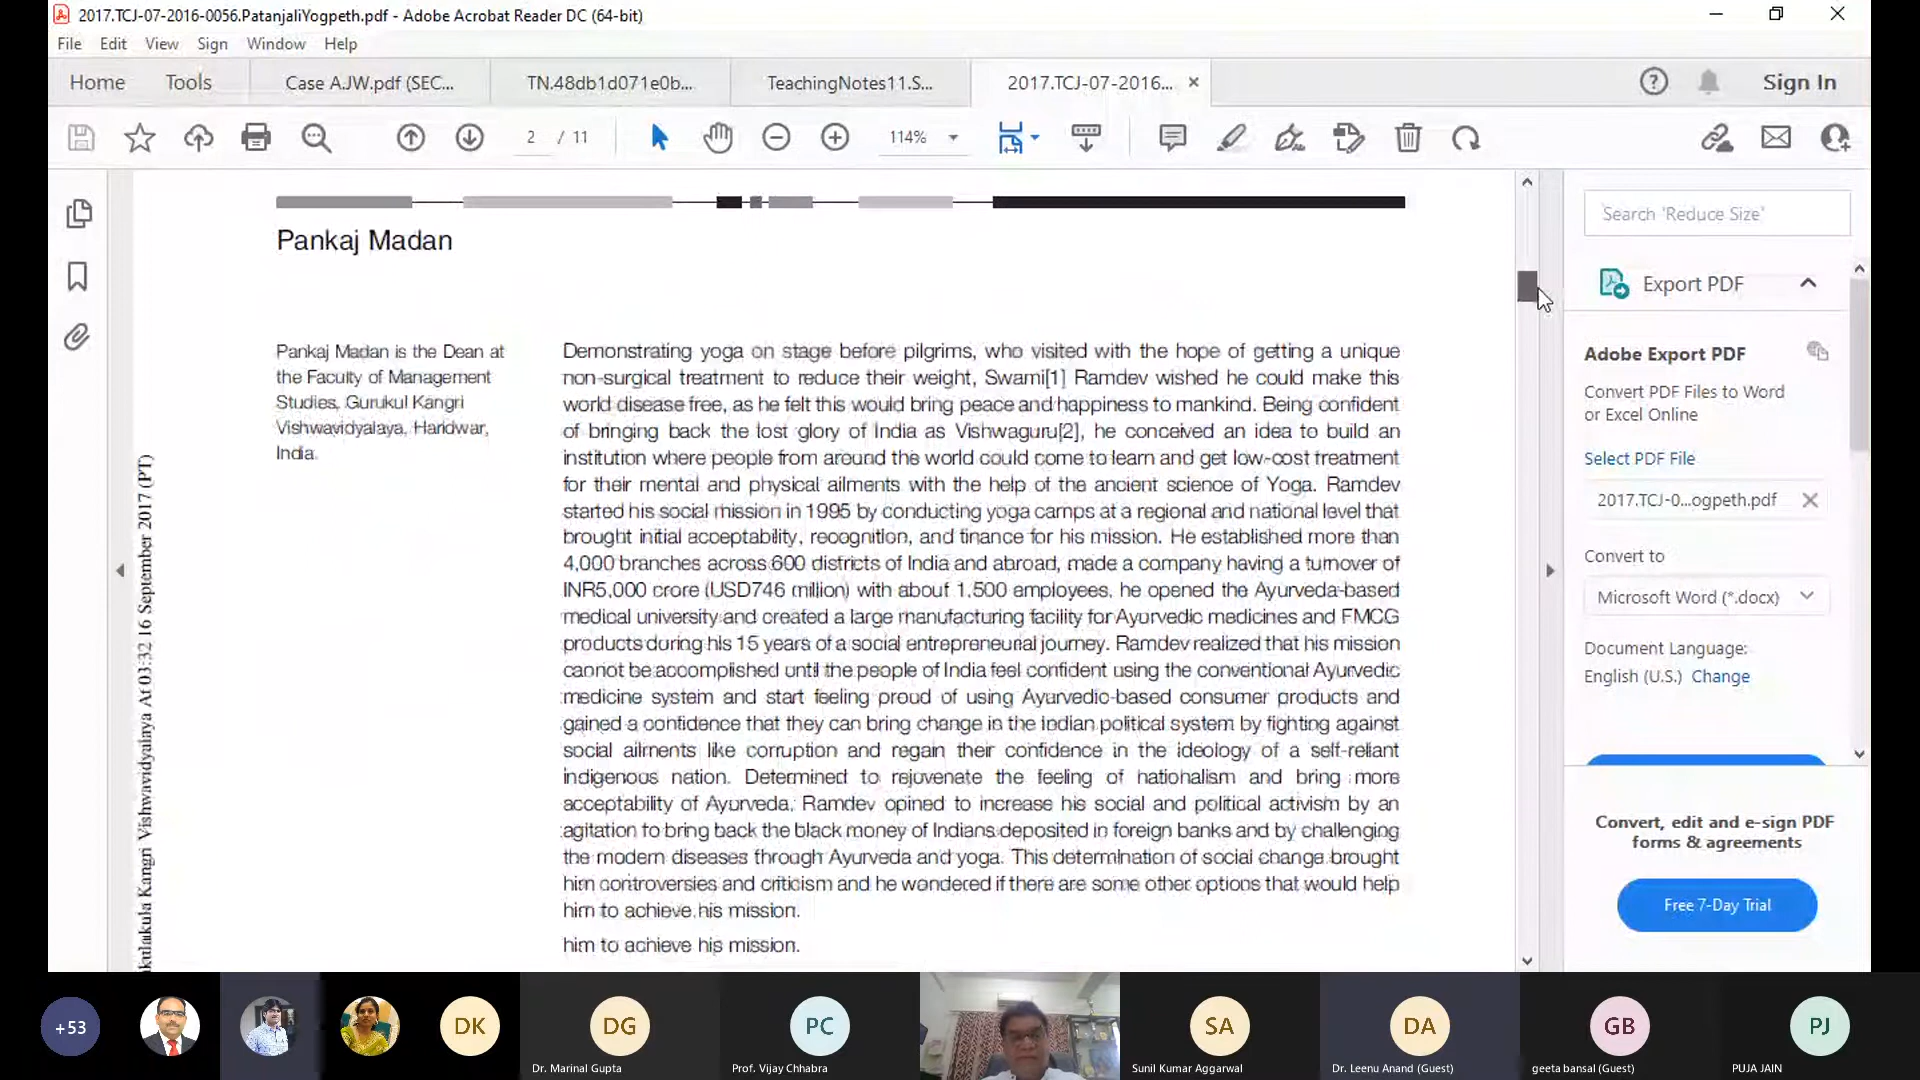 2017.TCJ-07-2016-0056.PatanjaliYogpeth.pdf - Adobe Acrobat Reader DC (64-bit)
File Edit View Sign Window Help
Home Tools Case A.JW.pdf (SEC... TN.48db1d071e0b... TeachingNotes11.S... 2017.TCJ-07-2016... Sign In
2 / 11 114%
Pankaj Madan
Pankaj Madan is the Dean at
the Faculty of Management
Studies, Gurukul Kangri
Vishwavidyalaya, Haridwar,
India.
Demonstrating yoga on stage before pilgrims, who visited with the hope of getting a unique
non-surgical treatment to reduce their weight, Swami[1] Ramdev wished he could make this
world disease free, as he felt this would bring peace and happiness to mankind. Being confident
of bringing back the lost glory of India as Vishwaguru[2], he conceived an idea to build an
institution where people from around the world could come to learn and get low-cost treatment
for their mental and physical ailments with the help of the ancient science of Yoga. Ramdev
started his social mission in 1995 by conducting yoga camps at a regional and national level that
brought initial acceptability, recognition, and finance for his mission. He established more than
4,000 branches across 600 districts of India and abroad, made a company having a turnover of
INR5,000 crore (USD746 million) with about 1,500 employees, he opened the Ayurveda-based
medical university and created a large manufacturing facility for Ayurvedic medicines and FMCG
products during his 15 years of a social entrepreneurial journey. Ramdev realized that his mission
cannot be accomplished until the people of India feel confident using the conventional Ayurvedic
medicine system and start feeling proud of using Ayurvedic-based consumer products and
gained a confidence that they can bring change in the Indian political system by fighting against
social ailments like corruption and regain their confidence in the ideology of a self-reliant
indigenous nation. Determined to rejuvenate the feeling of nationalism and bring more
acceptability of Ayurveda, Ramdev opined to increase his social and political activism by an
agitation to bring back the black money of Indians deposited in foreign banks and by challenging
the modern diseases through Ayurveda and yoga. This determination of social change brought
him controversies and criticism and he wondered if there are some other options that would help
him to achieve his mission.
him to achieve his mission.
kulakula Kangri Vishwavidyalaya At 03:32 16 September 2017 (PT)
Search 'Reduce Size'
Export PDF
Adobe Export PDF
Convert PDF Files to Word
or Excel Online
Select PDF File
2017.TCJ-0...ogpeth.pdf
Convert to
Microsoft Word (*.docx)
Document Language:
English (U.S.) Change
Convert, edit and e-sign PDF
forms & agreements
Free 7-Day Trial
+53 DK DG PC SA DA GB PJ
Dr. Marinal Gupta Prof. Vijay Chhabra Sunil Kumar Aggarwal Dr. Leenu Anand (Guest) geeta bansal (Guest) PUJA JAIN